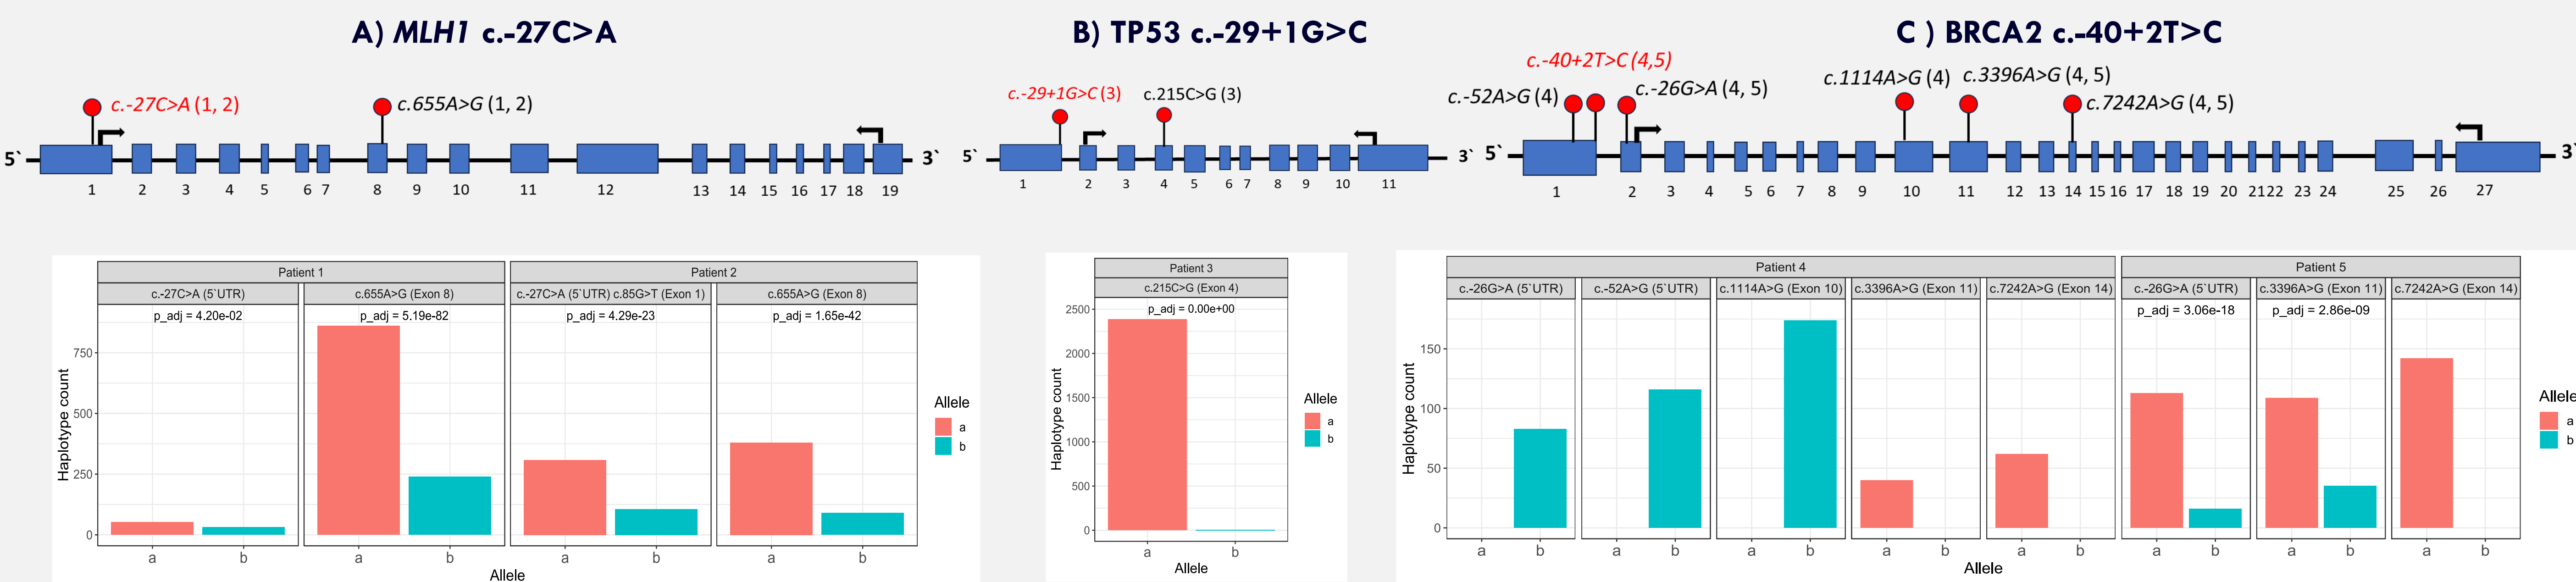 A) MLH1 c.-27C>A
c.-27C>A (1, 2)
c.655A>G (1, 2)
5`
3`
1 2 3 4 5 6 7 8 9 10 11 12 13 14 15 16 17 18 19
Patient 1
Patient 2
c.-27C>A (5`UTR)
c.655A>G (Exon 8)
c.-27C>A (5`UTR) c.85G>T (Exon 1)
c.655A>G (Exon 8)
p_adj = 4.20e-02
p_adj = 5.19e-82
p_adj = 4.29e-23
p_adj = 1.65e-42
Haplotype count
750
500
250
0
a b a b a b a b
Allele
Allele
a
b
B) TP53 c.-29+1G>C
c.-29+1G>C (3)
c.215C>G (3)
5`
3`
1 2 3 4 5 6 7 8 9 10 11
Patient 3
c.215C>G (Exon 4)
p_adj = 0.00e+00
Haplotype count
2500
2000
1500
1000
500
0
a b
Allele
Allele
a
b
C ) BRCA2 c.-40+2T>C
c.-40+2T>C (4,5)
c.-52A>G (4)
c.-26G>A (4, 5)
c.1114A>G (4)
c.3396A>G (4, 5)
c.7242A>G (4, 5)
5`
3`
1 2 3 4 5 6 7 8 9 10 11 12 13 14 15 16 17 18 19 20 21 22 23 24 25 26 27
Patient 4
Patient 5
c.-26G>A (5`UTR)
c.-52A>G (5`UTR)
c.1114A>G (Exon 10)
c.3396A>G (Exon 11)
c.7242A>G (Exon 14)
c.-26G>A (5`UTR)
c.3396A>G (Exon 11)
c.7242A>G (Exon 14)
p_adj = 3.06e-18
p_adj = 2.86e-09
Haplotype count
150
100
50
0
a b a b a b a b a b a b a b a b
Allele
Allele
a
b